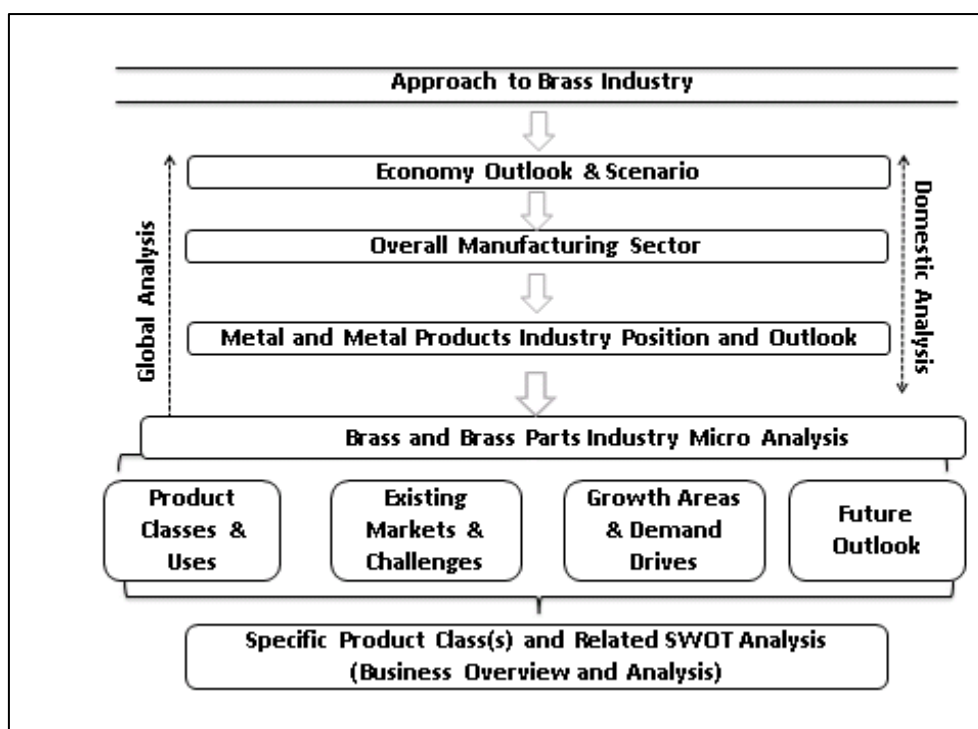 Approach to Brass Industry
Economy Outlook & Scenario
Overall Manufacturing Sector
Metal and Metal Products Industry Position and Outlook
Global Analysis
Domestic Analysis
Brass and Brass Parts Industry Micro Analysis
Product
Classes &
Uses
Existing
Markets &
Challenges
Growth Areas
& Demand
Drives
Future
Outlook
Specific Product Class(s) and Related SWOT Analysis
(Business Overview and Analysis)